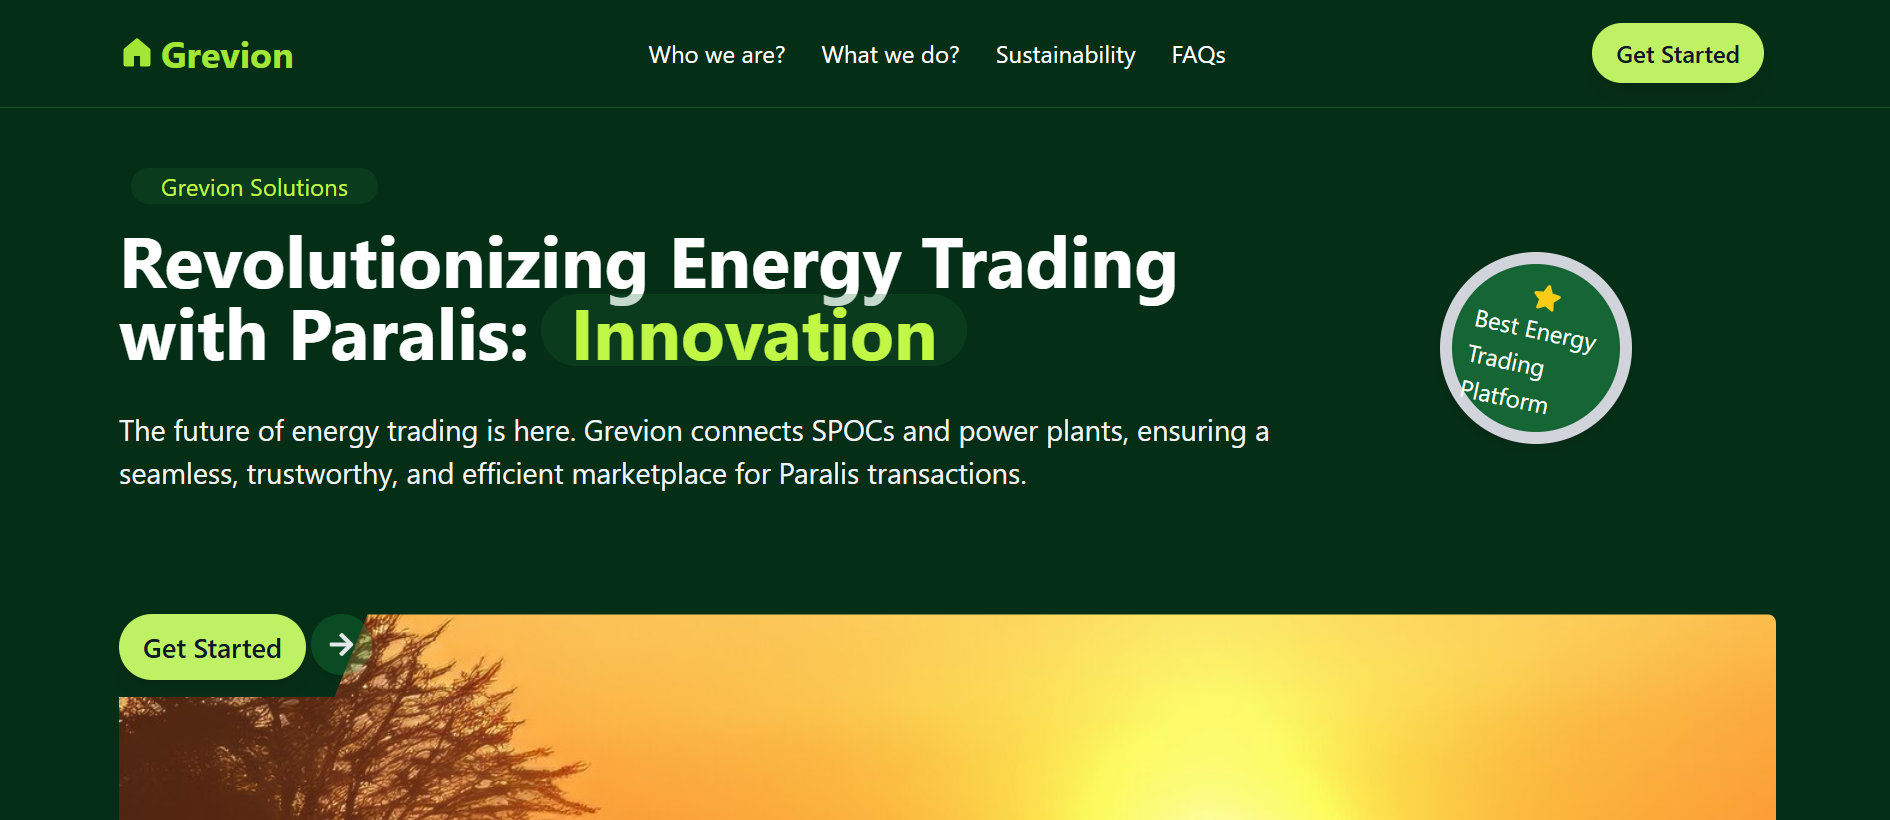 Grevion
Who we are?
What we do?
Sustainability
FAQs
Get Started
Grevion Solutions
Revolutionizing Energy Trading
with Paralis: Innovation
The future of energy trading is here. Grevion connects SPOCs and power plants, ensuring a
seamless, trustworthy, and efficient marketplace for Paralis transactions.
Best Energy
Trading
Platform
Get Started